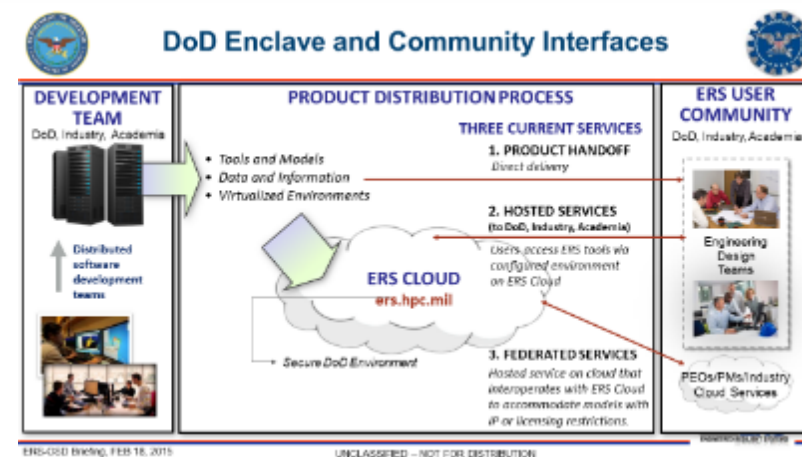 DoD Enclave and Community Interfaces
DEVELOPMENT
TEAM
DoD, Industry, Academia
Distributed
software
development
teams
PRODUCT DISTRIBUTION PROCESS
• Tools and Models
• Data and Information
• Virtualized Environments
THREE CURRENT SERVICES
1. PRODUCT HANDOFF
Direct delivery
2. HOSTED SERVICES
(to DoD, Industry, Academia)
Users access ERS tools via
configured environment
on ERS Cloud
ERS CLOUD
ers.hpc.mil
• Secure DoD Environment
3. FEDERATED SERVICES
Hosted service on cloud that
interoperates with ERS Cloud
to accommodate models with
IP or licensing restrictions.
ERS USER
COMMUNITY
DoD, Industry, Academia
Engineering
Design
Teams
PEOs/PMs/Industry
Cloud Services
ERS-OSD Briefing, FEB 18, 2015
UNCLASSIFIED – NOT FOR DISTRIBUTION